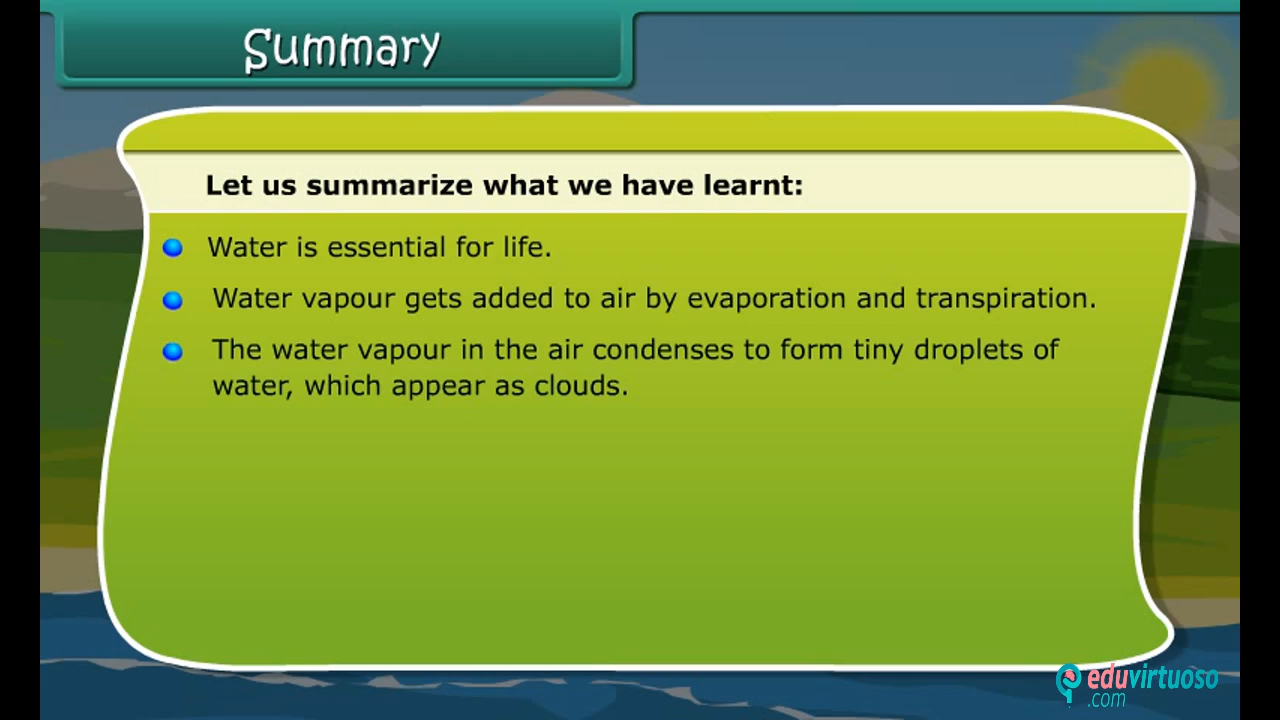 Summary
Let us summarize what we have learnt:
Water is essential for life.
Water vapour gets added to air by evaporation and transpiration.
The water vapour in the air condenses to form tiny droplets of
water, which appear as clouds.
eduvirtuoso
.com